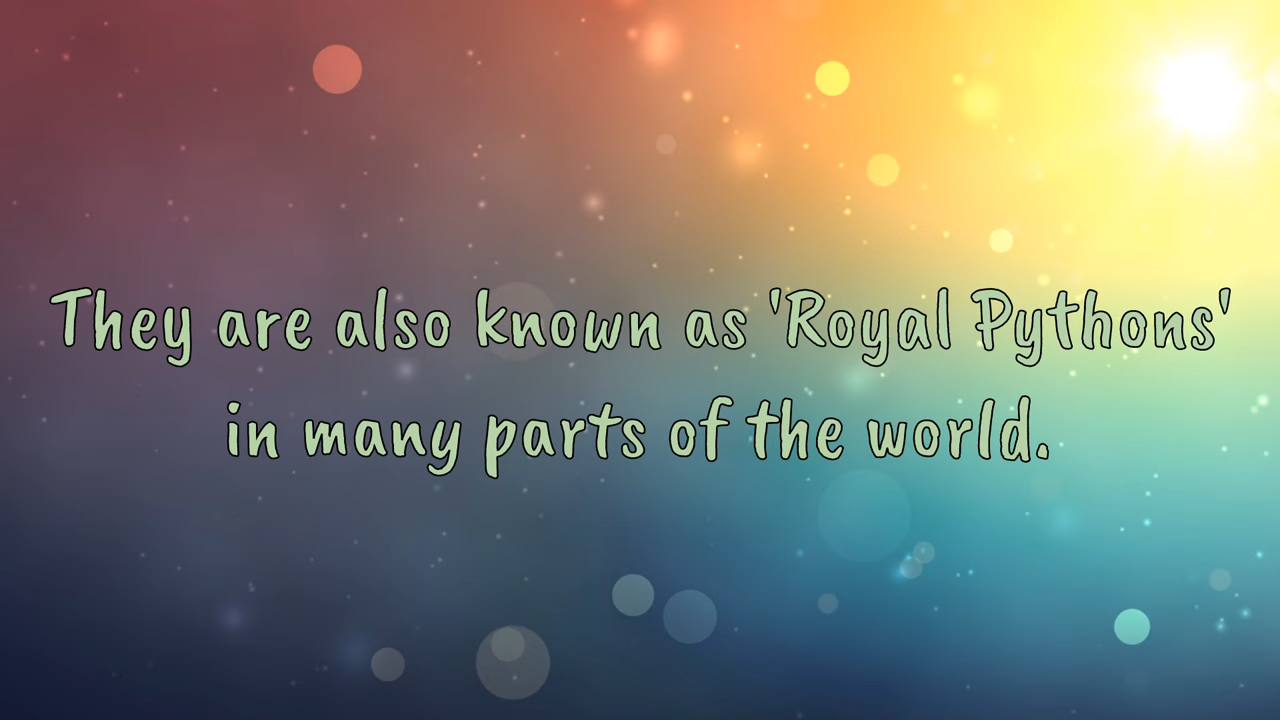 They are also known as 'Royal Pythons'
in many parts of the world.